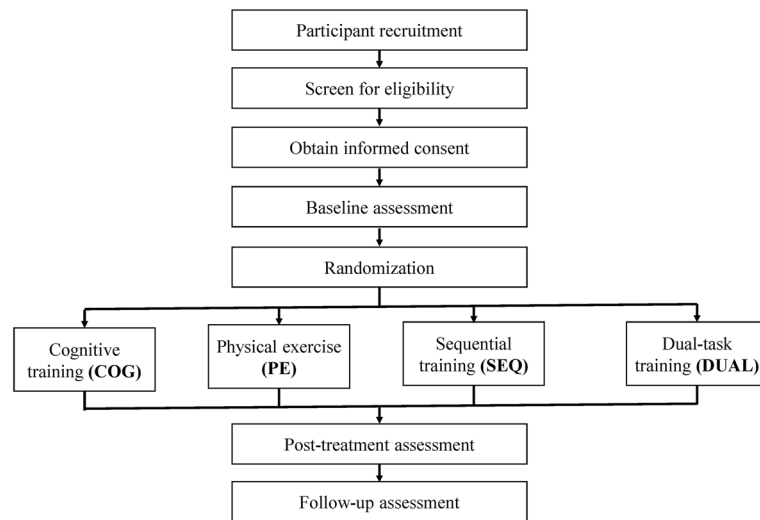 Participant recruitment
Screen for eligibility
Obtain informed consent
Baseline assessment
Randomization
Cognitive
training (COG)
Physical exercise
(PE)
Sequential
training (SEQ)
Dual-task
training (DUAL)
Post-treatment assessment
Follow-up assessment